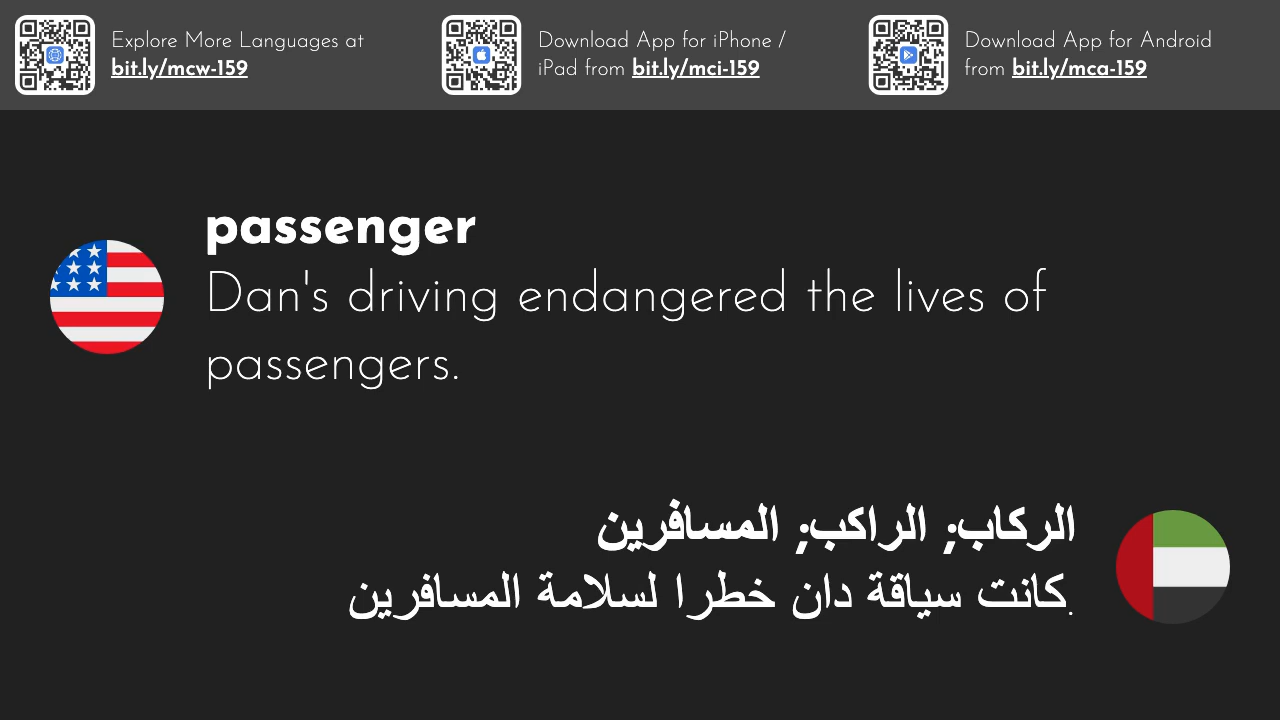 Explore More Languages at
bit.ly/mcw-159
Download App for iPhone /
iPad from bit.ly/mci-159
Download App for Android
from bit.ly/mca-159
passenger
Dan's driving endangered the lives of
passengers.
الركاب; الراكب; المسافرين
كانت سياقة دان خطرا لسلامة المسافرين.